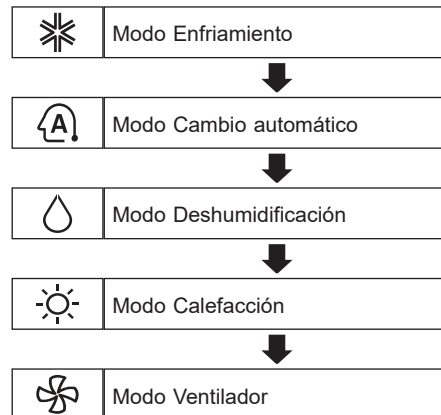 Modo Enfriamiento
A
Modo Cambio automático
Modo Deshumidificación
Modo Calefacción
Modo Ventilador